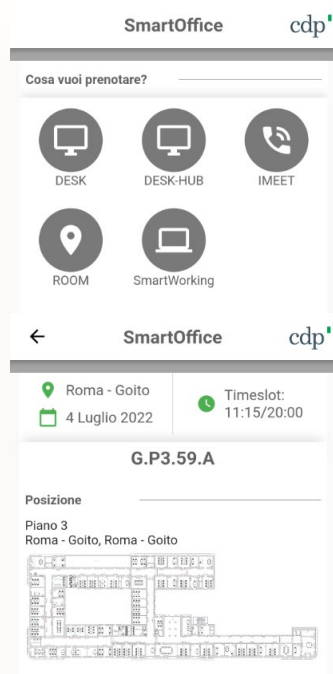 SmartOffice
cdp
Cosa vuoi prenotare?
DESK
DESK-HUB
IMEET
ROOM
SmartWorking
SmartOffice
cdp
Roma - Goito
4 Luglio 2022
Timeslot:
11:15/20:00
G.P3.59.A
Posizione
Piano 3
Roma - Goito, Roma - Goito